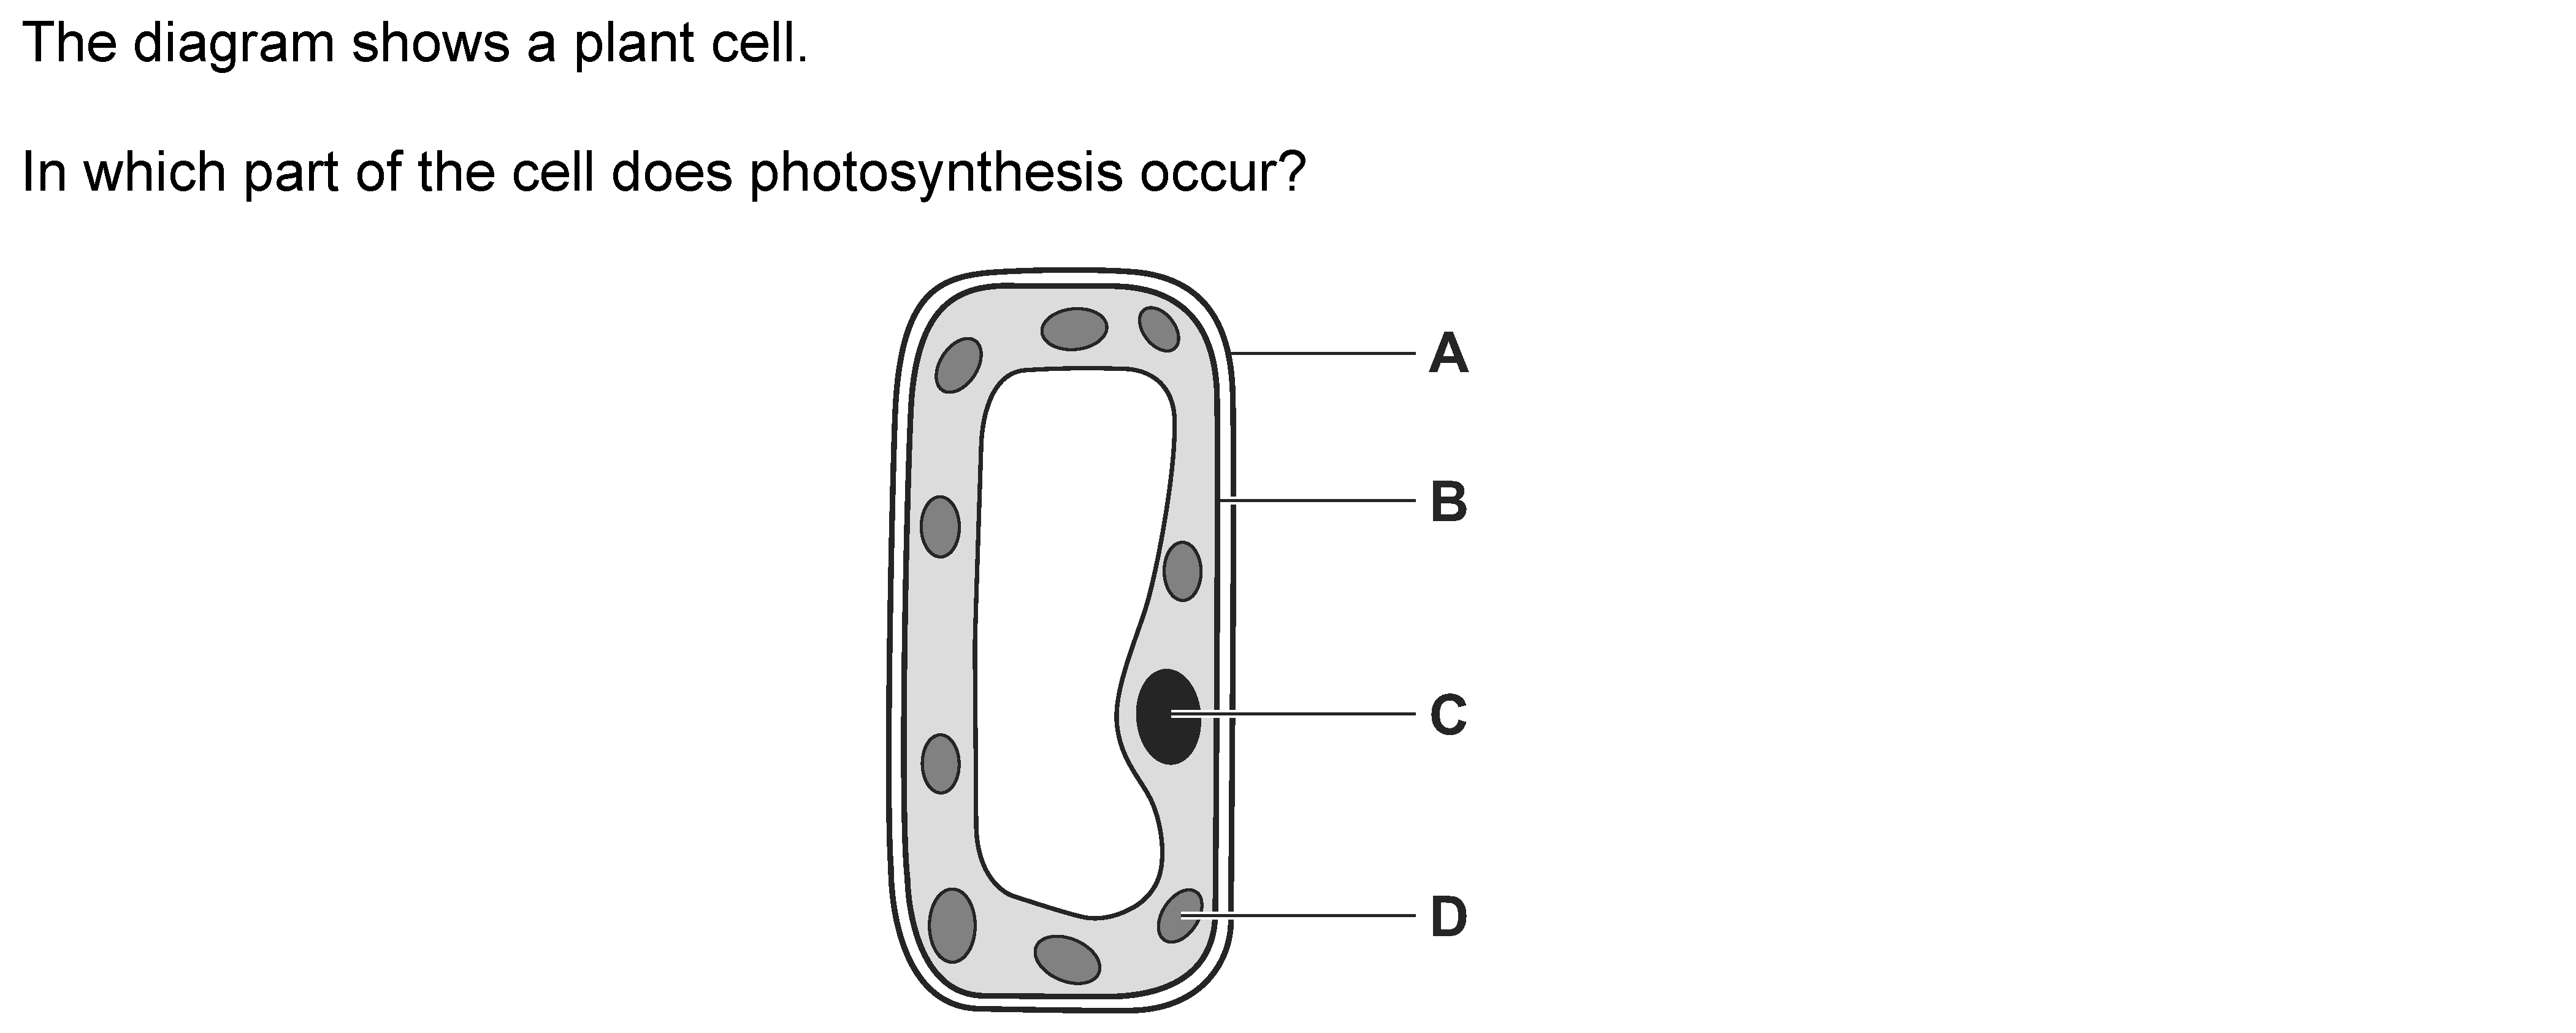 The diagram shows a plant cell.
In which part of the cell does photosynthesis occur?
A
B
C
D